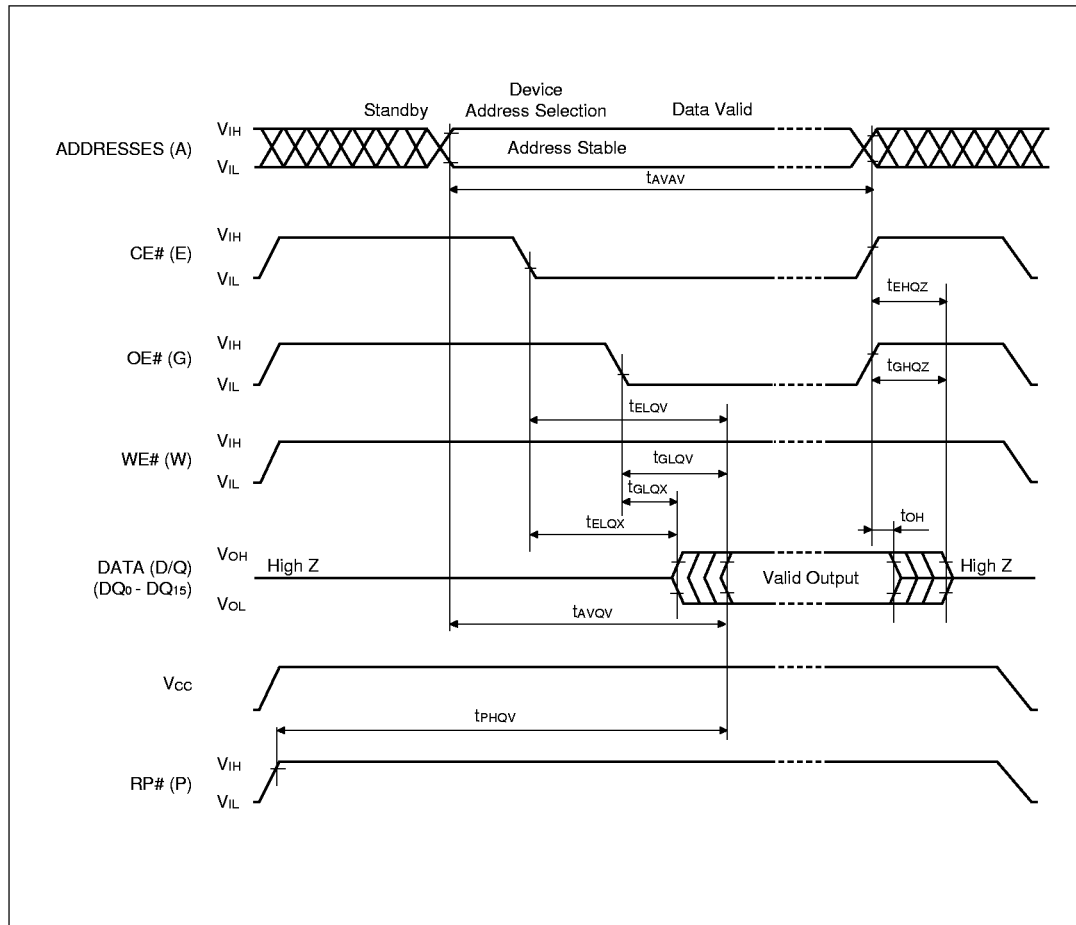 Device
Standby Address Selection Data Valid
VIH
ADDRESSES (A) Address Stable
VIL
tAVAV
VIH
CE# (E)
VIL
tEHQZ
VIH
OE# (G)
tGHQZ
VIL
tELQV
VIH
WE# (W)
tGLQV
VIL
tGLQX
tELQX tOH
VOH
High Z High Z
DATA (D/Q) Valid Output
(DQ0 - DQ15)
VOL
tAVQV
VCC
tPHQV
VIH
RP# (P)
VIL